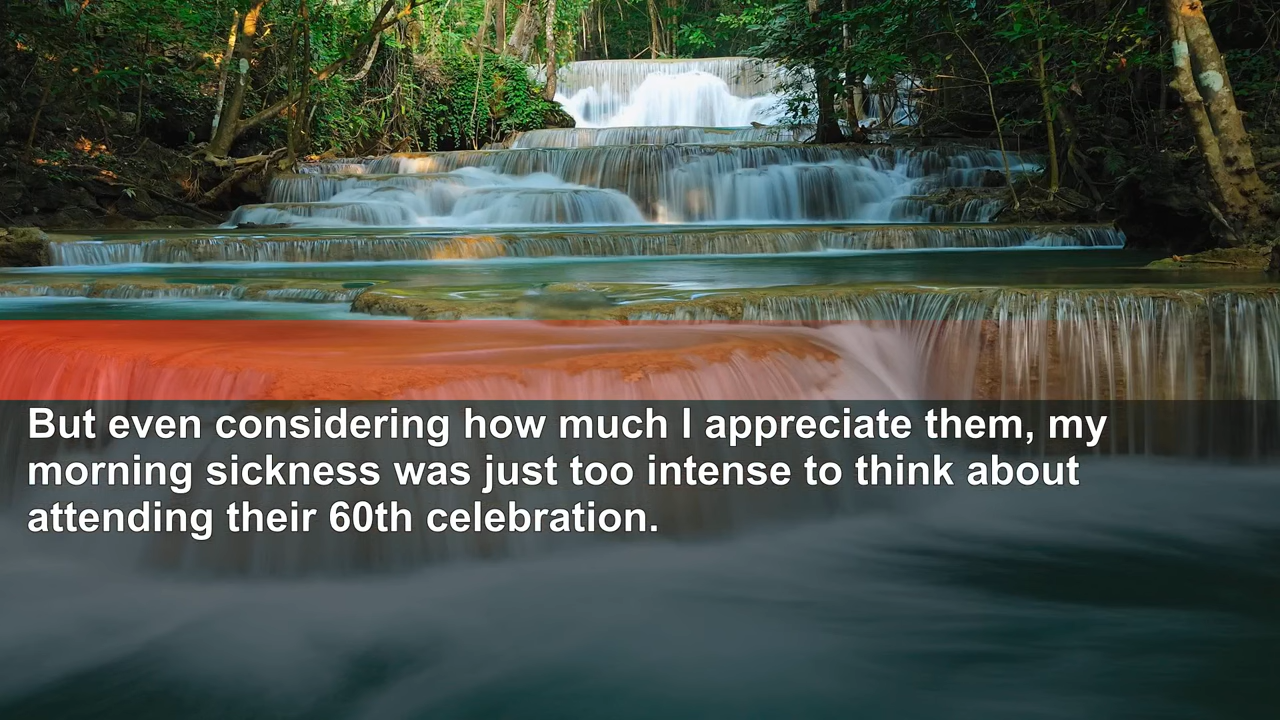 But even considering how much I appreciate them, my
morning sickness was just too intense to think about
attending their 60th celebration.